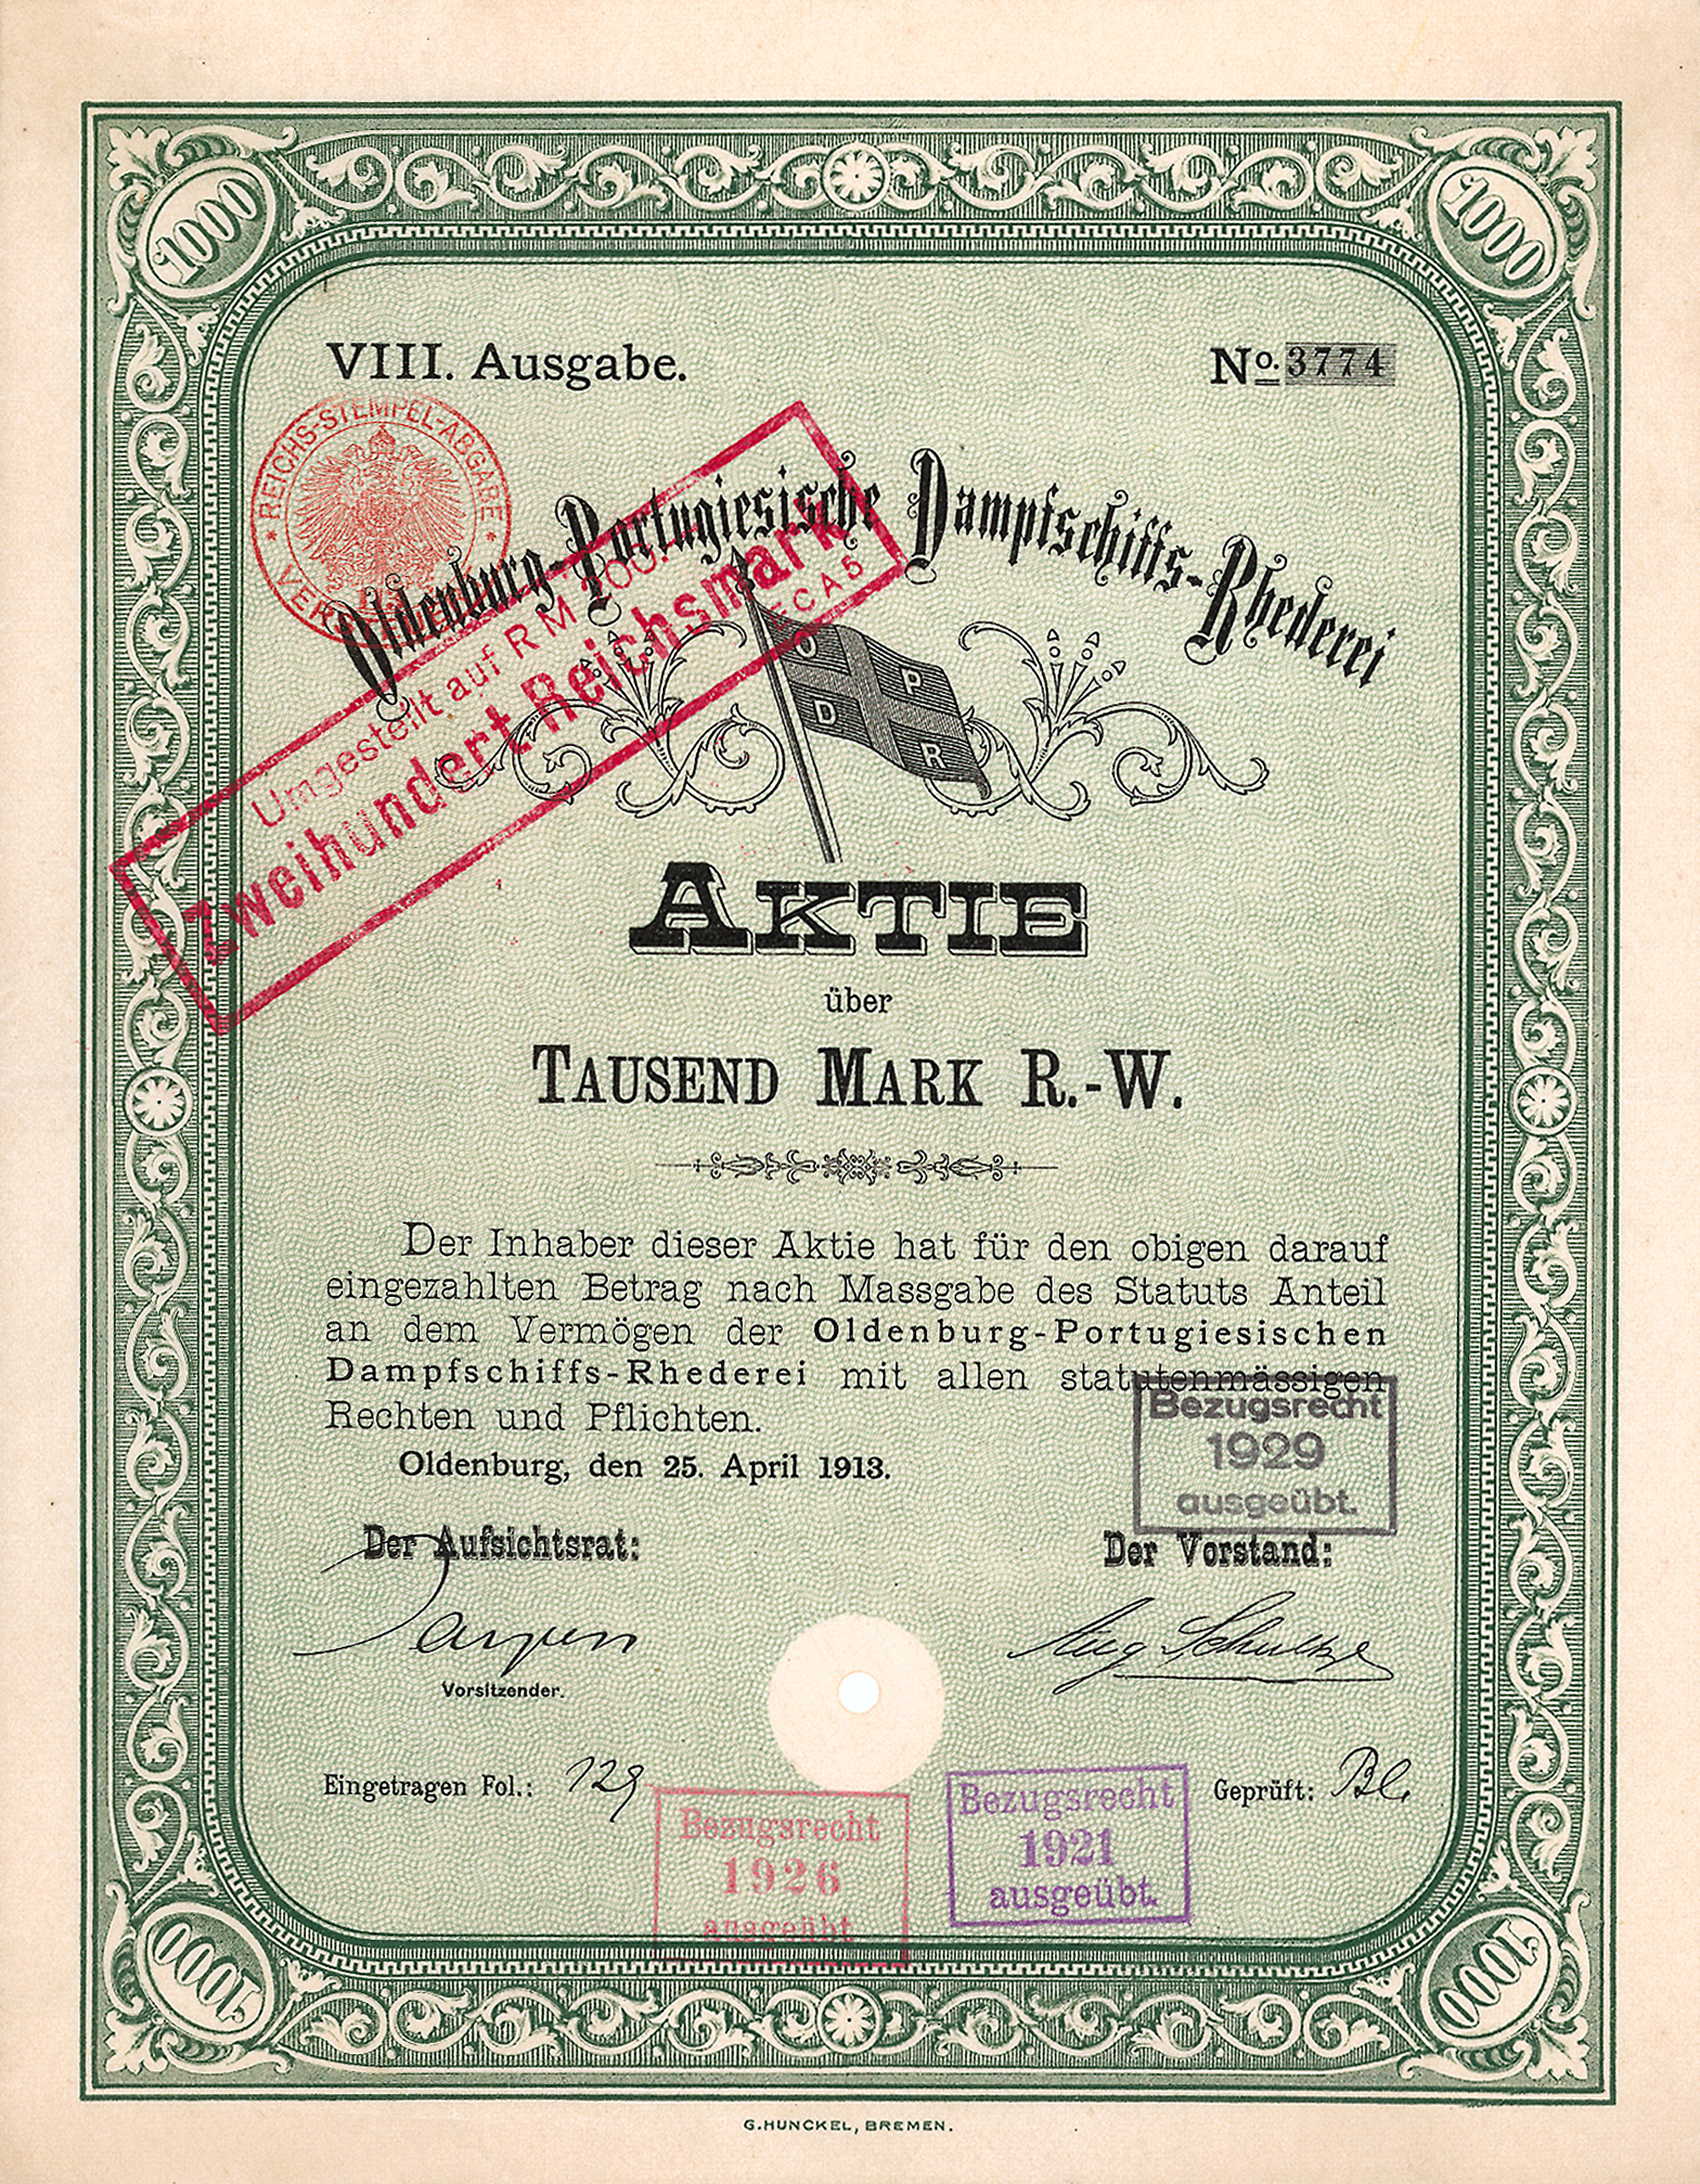 1000
1000
VIII. Ausgabe.
No. 3774
REICHS-STEMPEL-ABGABE
Oldenburg-Portugiesische Dampfschiffs-Rhederei
Umgestellt auf RM 200
Zweihundert Reichsmark
O P
D R
AKTIE
über
TAUSEND MARK R.-W.
Der Inhaber dieser Aktie hat für den obigen darauf
eingezahlten Betrag nach Massgabe des Statuts Anteil
an dem Vermögen der Oldenburg-Portugiesischen
Dampfschiffs-Rhederei mit allen statutenmässigen
Rechten und Pflichten.
Bezugsrecht
1929
ausgeübt.
Oldenburg, den 25. April 1913.
Der Aufsichtsrat:
Der Vorstand:
Aug Schultze
Vorsitzender.
Eingetragen Fol.: 129
Geprüft: Bl.
Bezugsrecht
1926
ausgeübt
Bezugsrecht
1921
ausgeübt.
1000
1000
G. HUNCKEL, BREMEN.